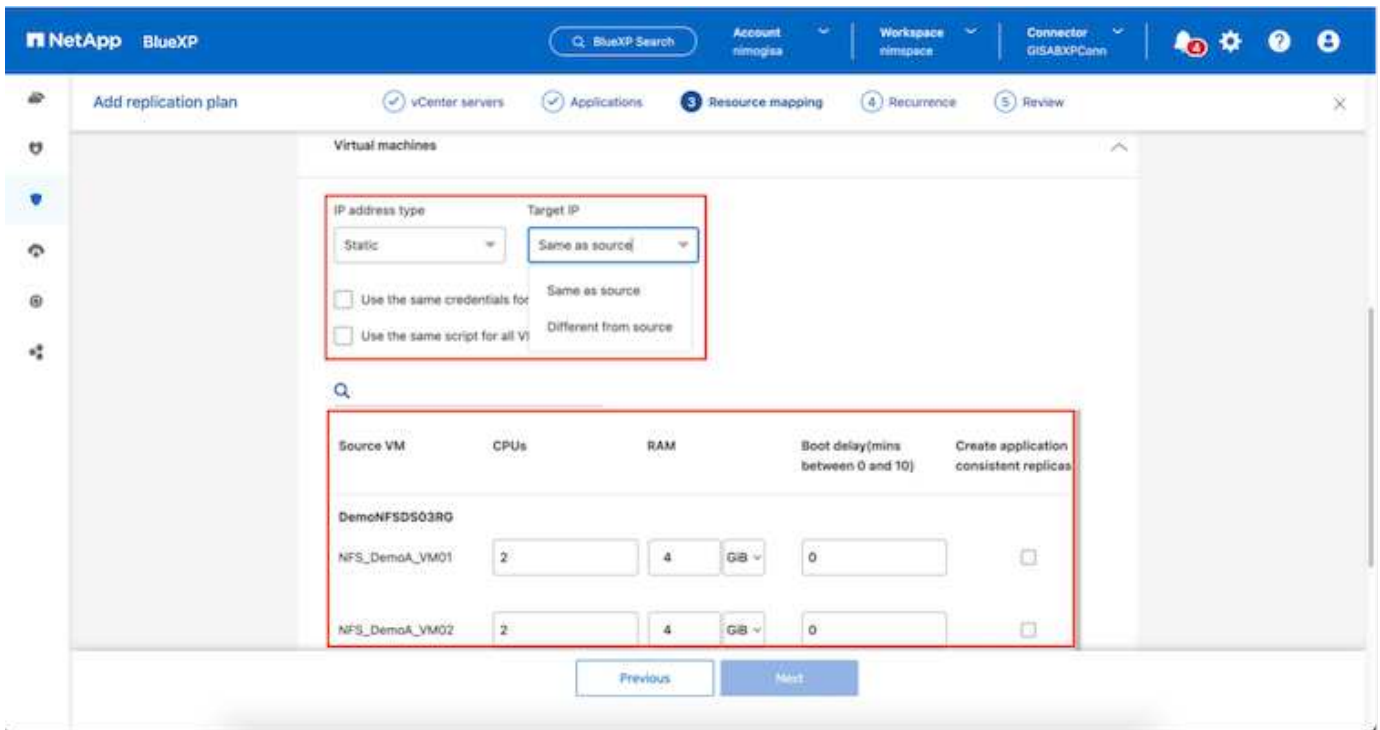 NetApp BlueXP
BlueXP Search
Account
nimogisa
Workspace
nimspace
Connector
GISABXPConn
4
Add replication plan
vCenter servers
Applications
3 Resource mapping
4 Recurrence
5 Review
Virtual machines
IP address type
Target IP
Static
Same as source
Use the same credentials for
Same as source
Use the same script for all VM
Different from source
Source VM
CPUs
RAM
Boot delay(mins
between 0 and 10)
Create application
consistent replicas
DemoNFSDS03RG
NFS_DemoA_VM01
2
4
GiB
0
NFS_DemoA_VM02
2
4
GiB
0
Previous
Next